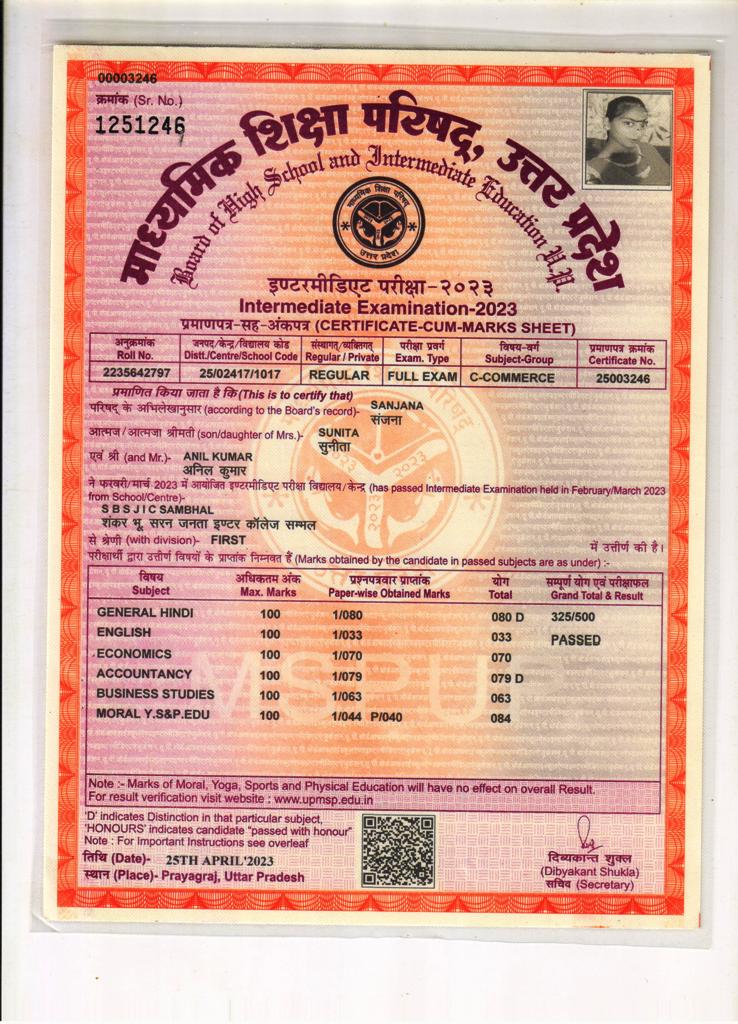 00003246
क्रमांक (Sr. No.)
1251246
माध्यमिक शिक्षा परिषद्, उत्तर प्रदेश
Board of High School and Intermediate Education U.P.
माध्यमिक शिक्षा परिषद्
उत्तर प्रदेश
इण्टरमीडिएट परीक्षा-२०२३
Intermediate Examination-2023
प्रमाणपत्र-सह-अंकपत्र (CERTIFICATE-CUM-MARKS SHEET)
अनुक्रमांक जनपद/केन्द्र/विद्यालय कोड संस्थागत/व्यक्तिगत परीक्षा प्रवर्ग विषय-वर्ग प्रमाणपत्र क्रमांक
Roll No. Distt./Centre/School Code Regular / Private Exam. Type Subject-Group Certificate No.
2235642797 25/02417/1017 REGULAR FULL EXAM C-COMMERCE 25003246
प्रमाणित किया जाता है कि (This is to certify that)
परिषद् के अभिलेखानुसार (according to the Board's record)- SANJANA
संजना
आत्मज / आत्मजा श्रीमती (son/daughter of Mrs.)- SUNITA
सुनीता
एवं श्री (and Mr.)- ANIL KUMAR
अनिल कुमार
ने फरवरी/मार्च 2023 में आयोजित इण्टरमीडिएट परीक्षा विद्यालय/केन्द्र (has passed Intermediate Examination held in February/March 2023
from School/Centre)-
S B S J I C SAMBHAL
शंकर भू. सरन जनता इण्टर कॉलेज सम्भल
से श्रेणी (with division)- FIRST में उत्तीर्ण की है।
परीक्षार्थी द्वारा उत्तीर्ण विषयों के प्राप्तांक निम्नवत हैं (Marks obtained by the candidate in passed subjects are as under) :-
विषय अधिकतम अंक प्रश्नपत्रवार प्राप्तांक योग सम्पूर्ण योग एवं परीक्षाफल
Subject Max. Marks Paper-wise Obtained Marks Total Grand Total & Result
GENERAL HINDI 100 1/080 080 D 325/500
ENGLISH 100 1/033 033 PASSED
ECONOMICS 100 1/070 070
ACCOUNTANCY 100 1/079 079 D
BUSINESS STUDIES 100 1/063 063
MORAL Y.S&P.EDU 100 1/044 P/040 084
MSPUP
Note :- Marks of Moral, Yoga, Sports and Physical Education will have no effect on overall Result.
For result verification visit website : www.upmsp.edu.in
'D' indicates Distinction in that particular subject,
'HONOURS' indicates candidate "passed with honour"
Note : For Important Instructions see overleaf
तिथि (Date)- 25TH APRIL'2023
स्थान (Place)- Prayagraj, Uttar Pradesh
दिब्यकान्त शुक्ल
(Dibyakant Shukla)
सचिव (Secretary)